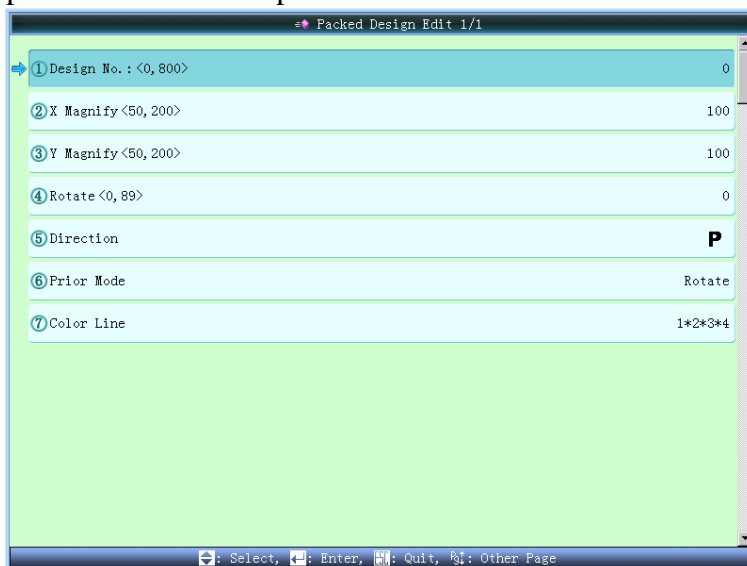 Packed Design Edit 1/1
①Design No.:<0,800> 0
②X Magnify<50,200> 100
③Y Magnify<50,200> 100
④Rotate<0,89> 0
⑤Direction P
⑥Prior Mode Rotate
⑦Color Line 1*2*3*4
: Select, : Enter, : Quit, : Other Page